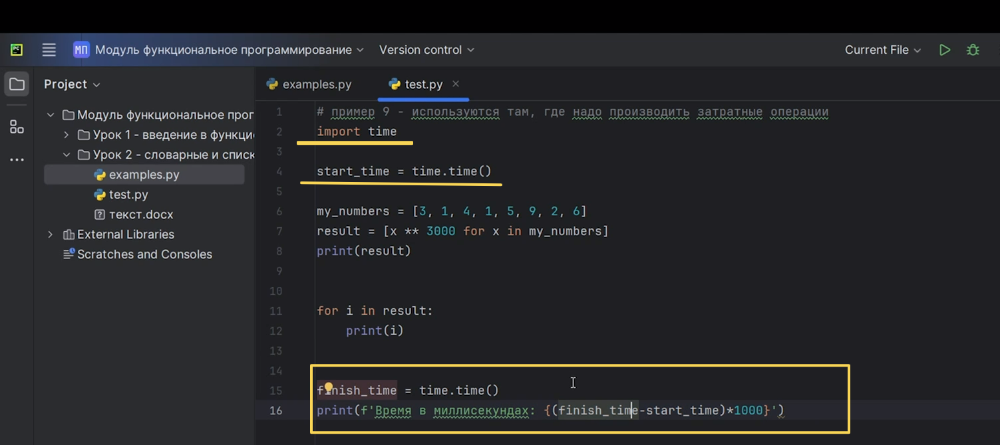 PC
МП Модуль функциональное программирование Version control Current File
Project
examples.py test.py
Модуль функциональное прог
Урок 1 - введение в функци
Урок 2 - словарные и списк
examples.py
test.py
текст.docx
External Libraries
Scratches and Consoles
1 # пример 9 - используются там, где надо производить затратные операции
2 import time
3
4 start_time = time.time()
5
6 my_numbers = [3, 1, 4, 1, 5, 9, 2, 6]
7 result = [x ** 3000 for x in my_numbers]
8 print(result)
9
10
11 for i in result:
12 print(i)
13
14
15 finish_time = time.time()
16 print(f'Время в миллисекундах: {(finish_time-start_time)*1000}')